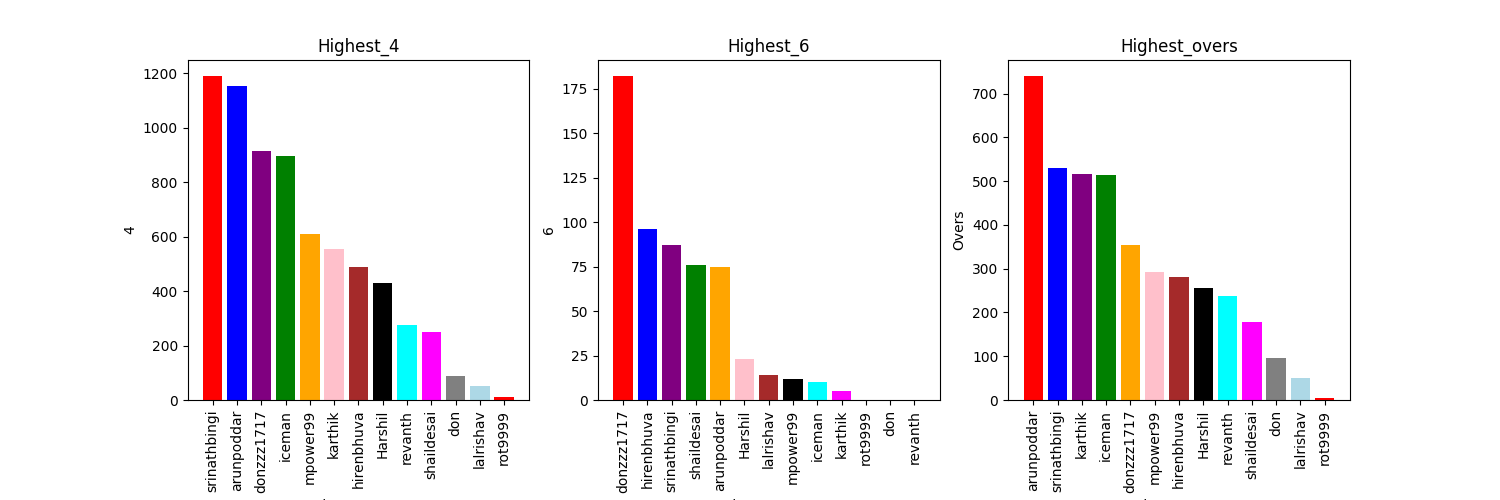 Highest_4
1200
1000
800
600
400
200
0
4
srinathbingi
arunpoddar
donzzz1717
iceman
mpower99
karthik
hirenbhuva
Harshil
revanth
shaildesai
don
lalrishav
rot9999
Highest_6
175
150
125
100
75
50
25
0
6
donzzz1717
hirenbhuva
srinathbingi
shaildesai
arunpoddar
Harshil
lalrishav
mpower99
iceman
karthik
rot9999
don
revanth
Highest_overs
700
600
500
400
300
200
100
0
Overs
arunpoddar
srinathbingi
karthik
iceman
donzzz1717
mpower99
hirenbhuva
Harshil
revanth
shaildesai
don
lalrishav
rot9999